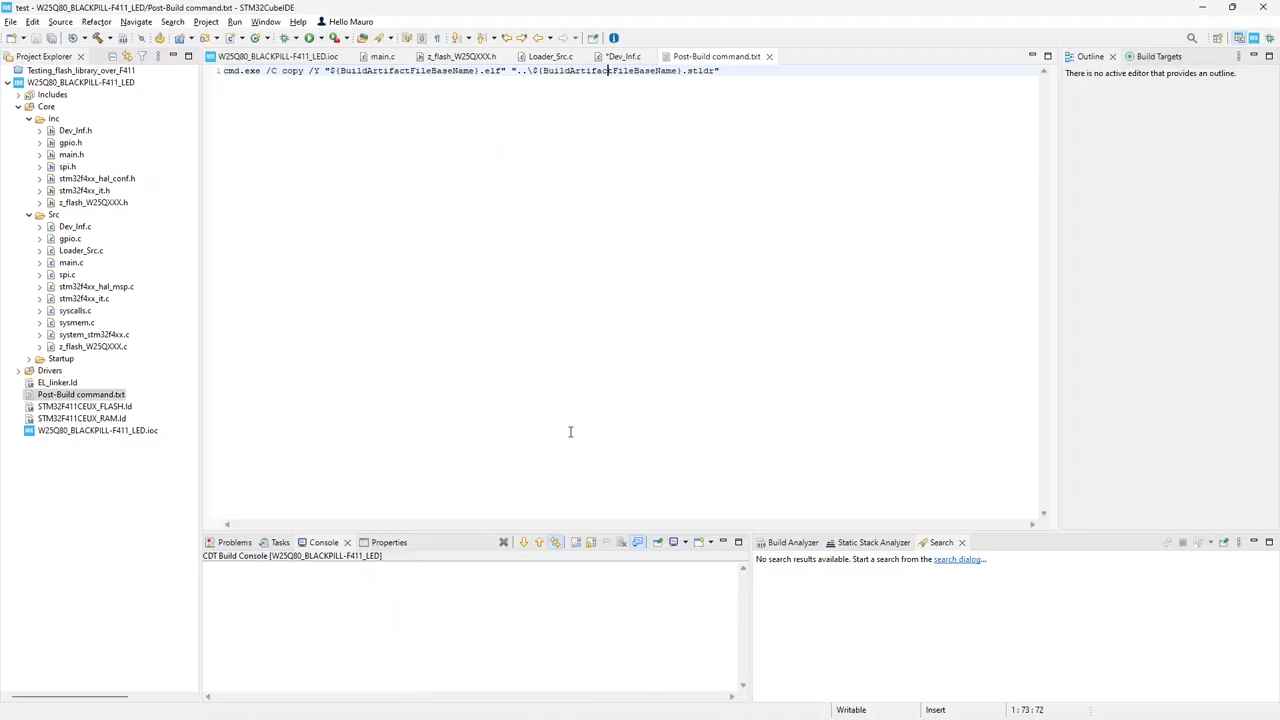 test - W25Q80_BLACKPILL-F411_LED/Post-Build command.txt - STM32CubeIDE
File Edit Source Refactor Navigate Search Project Run Window Help Hello Mauro
Project Explorer
W25Q80_BLACKPILL-F411_LED.ioc main.c z_flash_W25QXXX.h Loader_Src.c *Dev_Inf.c Post-Build command.txt
Outline Build Targets
Testing_flash_library_over_F411
W25Q80_BLACKPILL-F411_LED
Includes
Core
Inc
Dev_Inf.h
gpio.h
main.h
spi.h
stm32f4xx_hal_conf.h
stm32f4xx_it.h
z_flash_W25QXXX.h
Src
Dev_Inf.c
gpio.c
Loader_Src.c
main.c
spi.c
stm32f4xx_hal_msp.c
stm32f4xx_it.c
syscalls.c
sysmem.c
system_stm32f4xx.c
z_flash_W25QXXX.c
Startup
Drivers
EL_linker.ld
Post-Build command.txt
STM32F411CEUX_FLASH.ld
STM32F411CEUX_RAM.ld
W25Q80_BLACKPILL-F411_LED.ioc
1 cmd.exe /C copy /Y "${BuildArtifactFileBaseName}.elf" "..\${BuildArtifactFileBaseName}.stldr"
There is no active editor that provides an outline.
Problems Tasks Console Properties
CDT Build Console [W25Q80_BLACKPILL-F411_LED]
Build Analyzer Static Stack Analyzer Search
No search results available. Start a search from the search dialog...
Writable Insert 1 : 73 : 72